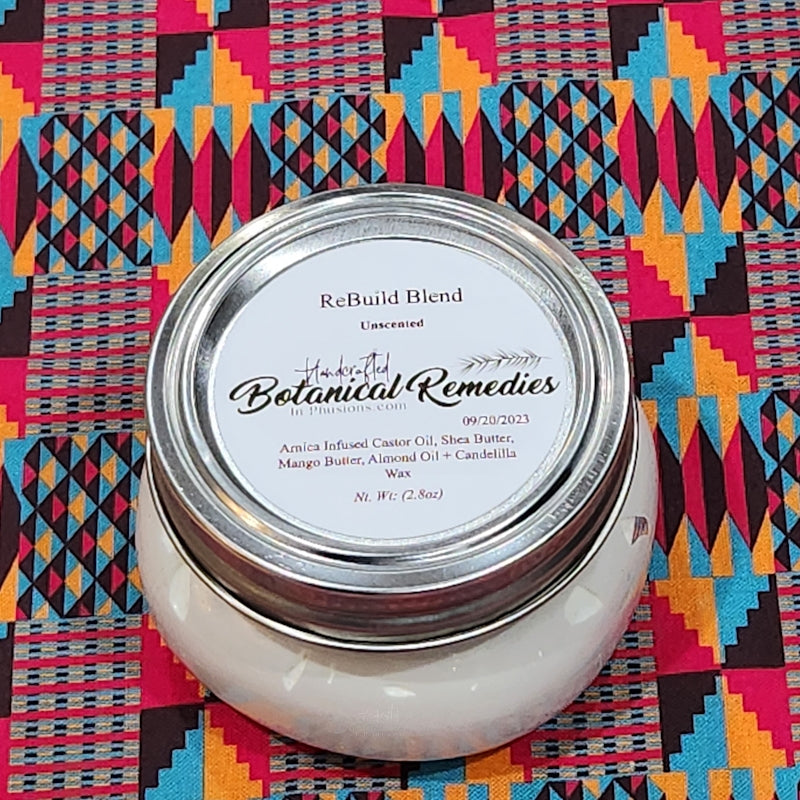 ReBuild Blend
Unscented
Handcrafted
Botanical Remedies
In Phusions.com
09/20/2023
Arnica Infused Castor Oil, Shea Butter,
Mango Butter, Almond Oil + Candelilla
Wax
Nt. Wt: (2.8oz)